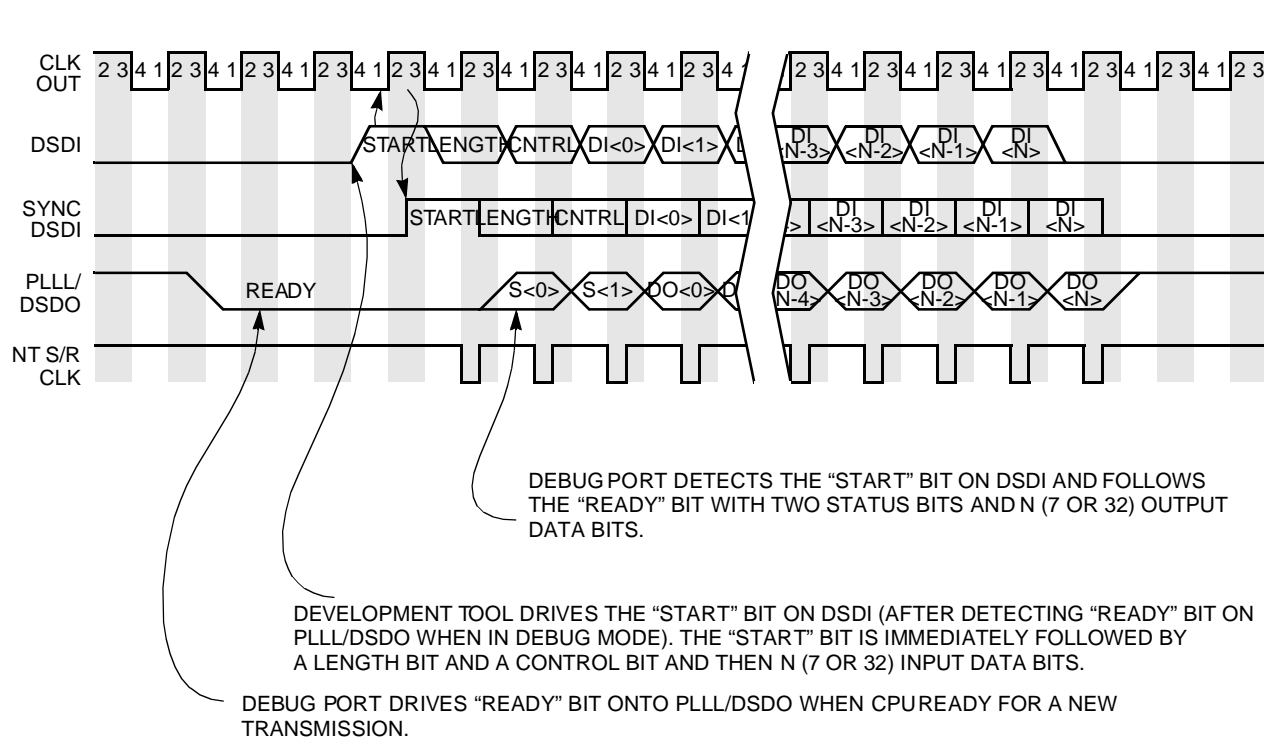 CLK OUT 2 3 4 1 2 3 4 1 2 3 4 1 2 3 4 1 2 3 4 1 2 3 4 1 2 3 4 1 2 3 4 1 2 3 4 2 3 4 1 2 3 4 1 2 3 4 1 2 3 4 1 2 3 4 1 2 3 4 1 2 3
DSDI START LENGTH CNTRL DI<0> DI<1> DI <N-3> DI <N-2> DI <N-1> DI <N>
SYNC DSDI START LENGTH CNTRL DI<0> DI<1 > DI <N-3> DI <N-2> DI <N-1> DI <N>
PLLL/ DSDO READY S<0> S<1> DO<0> D DO N-4> DO <N-3> DO <N-2> DO <N-1> DO <N>
NT S/R CLK
DEBUG PORT DETECTS THE “START” BIT ON DSDI AND FOLLOWS
THE “READY” BIT WITH TWO STATUS BITS AND N (7 OR 32) OUTPUT
DATA BITS.
DEVELOPMENT TOOL DRIVES THE “START” BIT ON DSDI (AFTER DETECTING “READY” BIT ON
PLLL/DSDO WHEN IN DEBUG MODE). THE “START” BIT IS IMMEDIATELY FOLLOWED BY
A LENGTH BIT AND A CONTROL BIT AND THEN N (7 OR 32) INPUT DATA BITS.
DEBUG PORT DRIVES “READY” BIT ONTO PLLL/DSDO WHEN CPU READY FOR A NEW
TRANSMISSION.